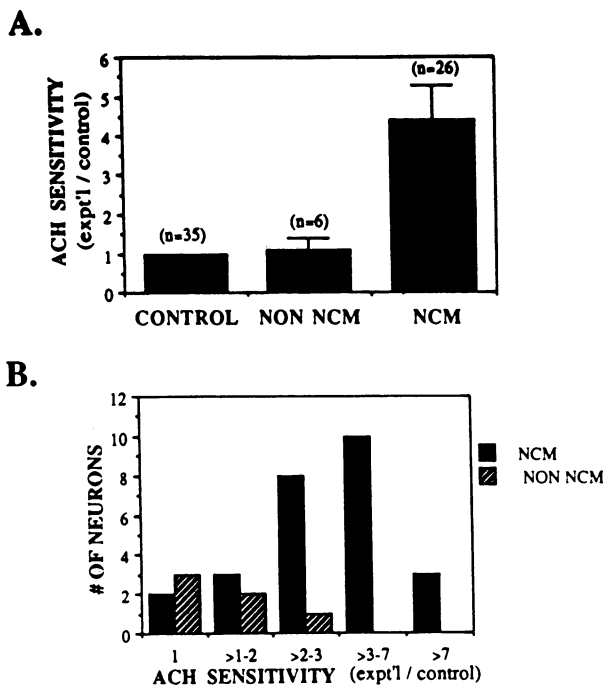 A.
ACH SENSITIVITY
(expt'l / control)
6
5
4
3
2
1
0
(n=35)
(n=6)
(n=26)
CONTROL NON NCM NCM
B.
# OF NEURONS
12
10
8
6
4
2
0
NCM
NON NCM
1 >1-2 >2-3 >3-7 >7
ACH SENSITIVITY (expt'l / control)